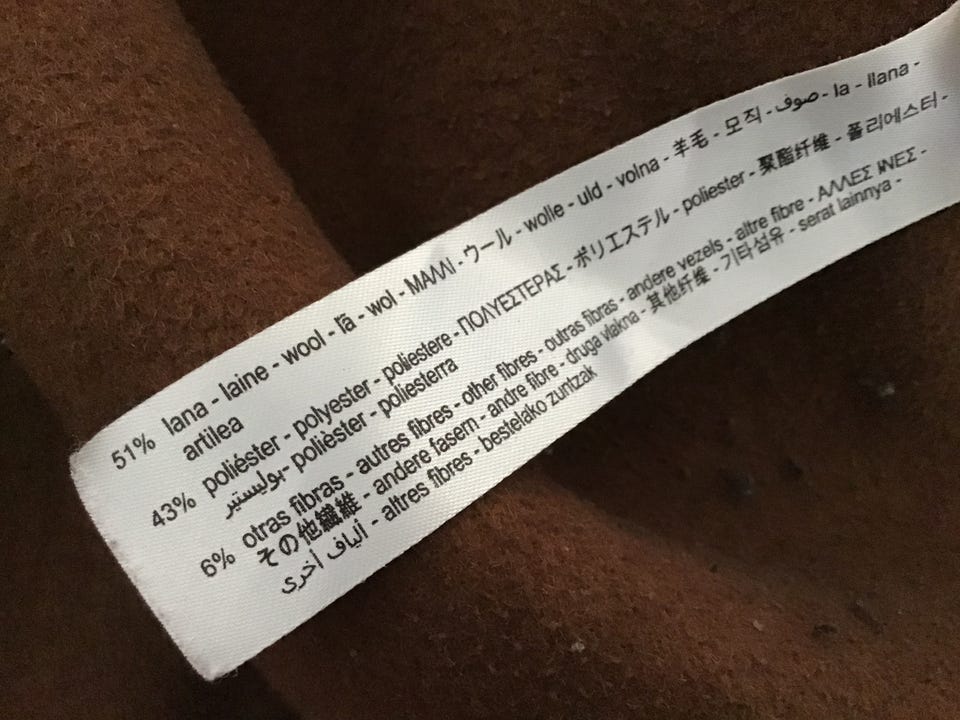 51% lana - laine - wool - lã - wol - ΜΑΛΛΙ - ウール - wolle - uld - volna - 羊毛 - 모직 - صوف - la - llana -
artilea
43% poliéster - polyester - poliestere - ΠΟΛΥΕΣΤΕΡΑΣ - ポリエステル - poliester - 聚酯纤维 - 폴리에스터 -
بوليستير - polièster - poliesterra
6% otras fibras - autres fibres - other fibres - outras fibras - andere vezels - altre fibre - ΑΛΛΕΣ ΙΝΕΣ -
その他繊維 - andere fasern - andre fibre - druga vlakna - 其他纤维 - 기타섬유 - serat lainnya -
ألياف أخرى - altres fibres - bestelako zuntzak